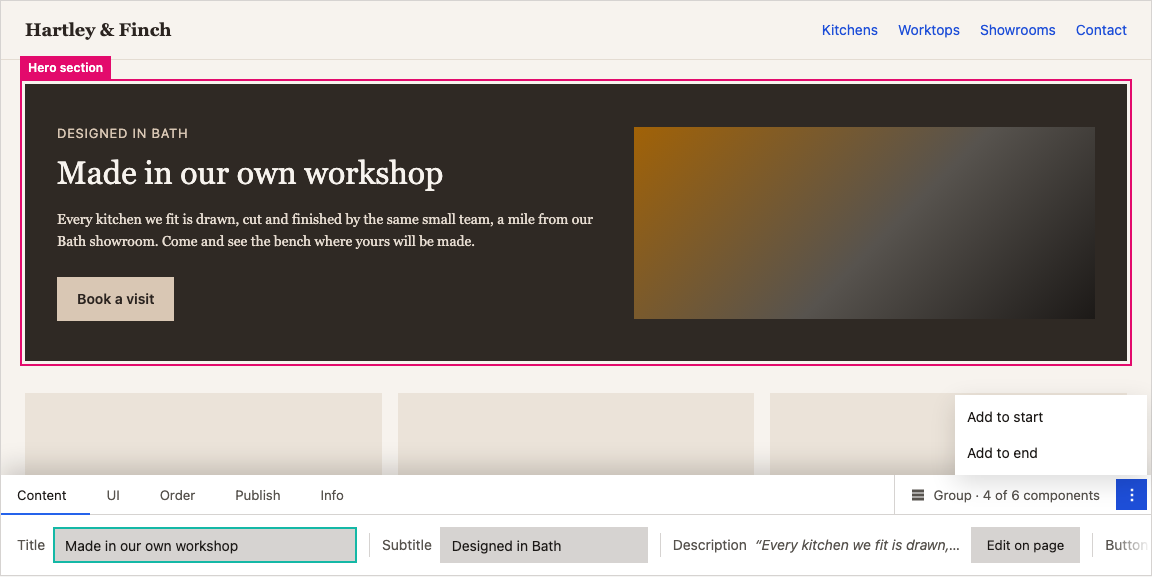 Hartley & Finch
Kitchens Worktops Showrooms Contact
Hero section
DESIGNED IN BATH
Made in our own workshop
Every kitchen we fit is drawn, cut and finished by the same small team, a mile from our
Bath showroom. Come and see the bench where yours will be made.
Book a visit
Add to start
Add to end
Content UI Order Publish Info
Group · 4 of 6 components
Title Made in our own workshop Subtitle Designed in Bath Description “Every kitchen we fit is drawn,... Edit on page Button